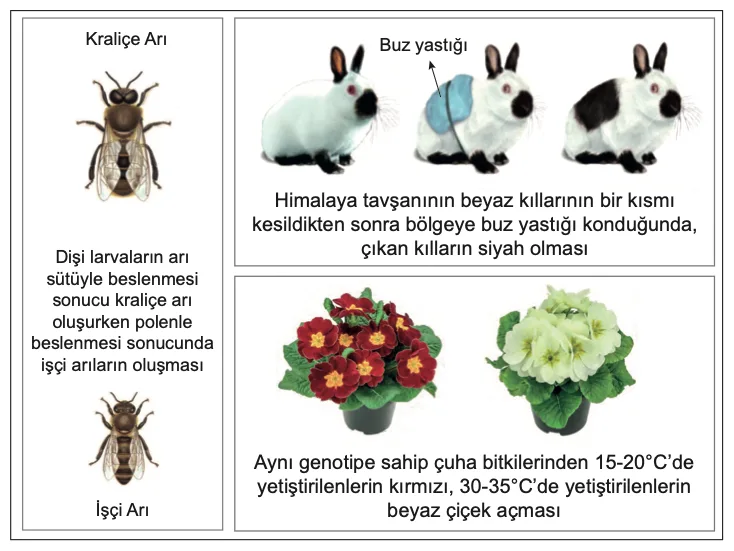 Kraliçe Arı
Dişi larvaların arı
sütüyle beslenmesi
sonucu kraliçe arı
oluşurken polenle
beslenmesi sonucunda
işçi arıların oluşması
İşçi Arı
Buz yastığı
Himalaya tavşanının beyaz kıllarının bir kısmı
kesildikten sonra bölgeye buz yastığı konduğunda,
çıkan kılların siyah olması
Aynı genotipe sahip çuha bitkilerinden 15-20°C'de
yetiştirilenlerin kırmızı, 30-35°C'de yetiştirilenlerin
beyaz çiçek açması